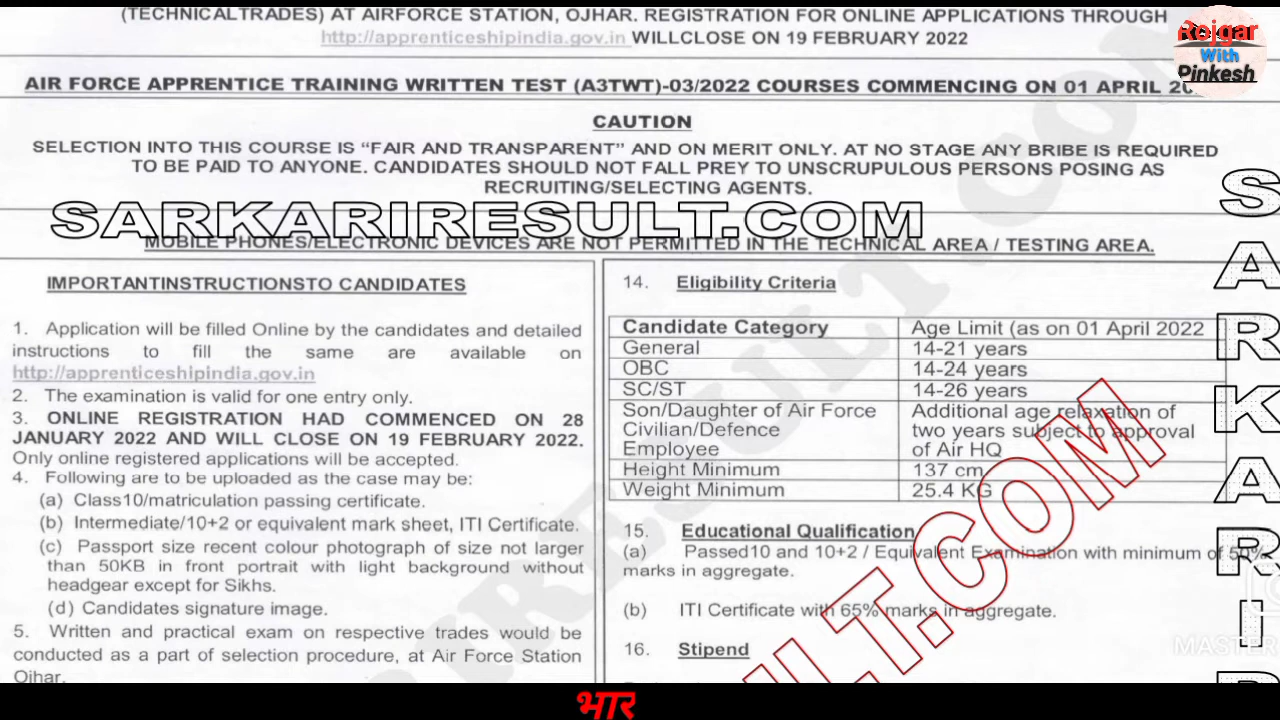 (TECHNICALTRADES) AT AIRFORCE STATION, OJHAR. REGISTRATION FOR ONLINE APPLICATIONS THROUGH
http://apprenticeshipindia.gov.in WILLCLOSE ON 19 FEBRUARY 2022
Rojgar
With
Pinkesh
AIR FORCE APPRENTICE TRAINING WRITTEN TEST (A3TWT)-03/2022 COURSES COMMENCING ON 01 APRIL
CAUTION
SELECTION INTO THIS COURSE IS “FAIR AND TRANSPARENT” AND ON MERIT ONLY. AT NO STAGE ANY BRIBE IS REQUIRED
TO BE PAID TO ANYONE. CANDIDATES SHOULD NOT FALL PREY TO UNSCRUPULOUS PERSONS POSING AS
RECRUITING/SELECTING AGENTS.
SARKARIRESULT.COM
MOBILE PHONES/ELECTRONIC DEVICES ARE NOT PERMITTED IN THE TECHNICAL AREA / TESTING AREA.
IMPORTANTINSTRUCTIONSTO CANDIDATES
1. Application will be filled Online by the candidates and detailed
instructions to fill the same are available on
http://apprenticeshipindia.gov.in
2. The examination is valid for one entry only.
3. ONLINE REGISTRATION HAD COMMENCED ON 28
JANUARY 2022 AND WILL CLOSE ON 19 FEBRUARY 2022.
Only online registered applications will be accepted.
4. Following are to be uploaded as the case may be:
(a) Class10/matriculation passing certificate.
(b) Intermediate/10+2 or equivalent mark sheet, ITI Certificate.
(c) Passport size recent colour photograph of size not larger
than 50KB in front portrait with light background without
headgear except for Sikhs.
(d) Candidates signature image.
5. Written and practical exam on respective trades would be
conducted as a part of selection procedure, at Air Force Station
Ojhar.
14. Eligibility Criteria
Candidate Category Age Limit (as on 01 April 2022
General 14-21 years
OBC 14-24 years
SC/ST 14-26 years
Son/Daughter of Air Force Additional age relaxation of
Civilian/Defence two years subject to approval
Employee of Air HQ
Height Minimum 137 cm
Weight Minimum 25.4 KG
15. Educational Qualification
(a) Passed10 and 10+2 / Equivalent Examination with minimum of 50%
marks in aggregate.
(b) ITI Certificate with 65% marks in aggregate.
16. Stipend
SARKARI
ULT.COM
MASTER
भार